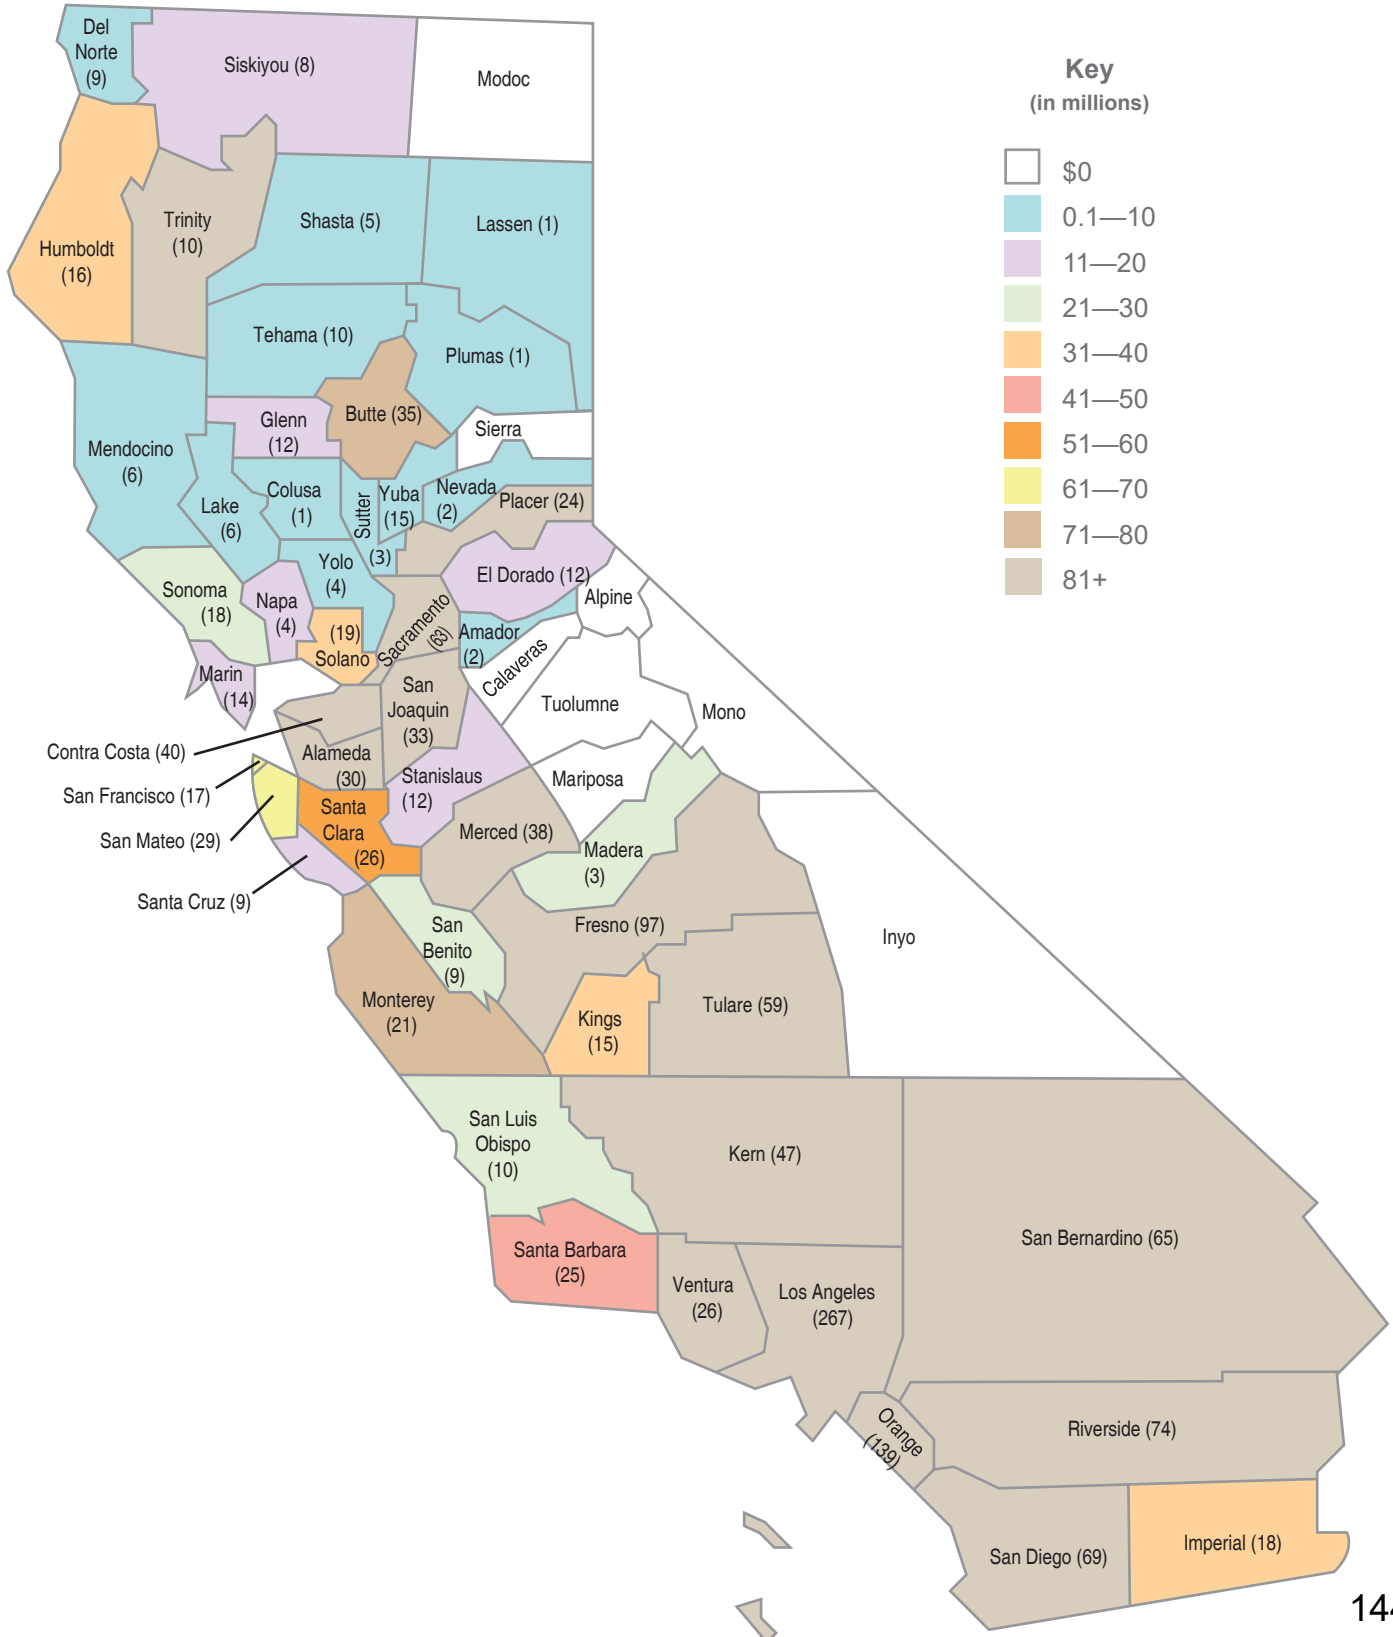 Del
Norte
(9)
Siskiyou (8)
Modoc
Key
(in millions)
$0
0.1—10
11—20
21—30
31—40
41—50
51—60
61—70
71—80
81+
Humboldt
(16)
Trinity
(10)
Shasta (5)
Lassen (1)
Tehama (10)
Plumas (1)
Mendocino
(6)
Glenn
(12)
Butte (35)
Sierra
Lake
(6)
Colusa
(1)
Sutter
(3)
Yuba
(15)
Nevada
(2)
Placer (24)
Sonoma
(18)
Napa
(4)
Yolo
(4)
(19)
Solano
Sacramento
(63)
El Dorado (12)
Amador
(2)
Alpine
Calaveras
Marin
(14)
San
Joaquin
(33)
Tuolumne
Mono
Contra Costa (40)
Alameda
(30)
Stanislaus
(12)
Mariposa
San Francisco (17)
San Mateo (29)
Santa
Clara
(26)
Merced (38)
Madera
(3)
Santa Cruz (9)
San
Benito
(9)
Fresno (97)
Inyo
Monterey
(21)
Kings
(15)
Tulare (59)
San Luis
Obispo
(10)
Kern (47)
San Bernardino (65)
Santa Barbara
(25)
Ventura
(26)
Los Angeles
(267)
Orange
(139)
Riverside (74)
San Diego (69)
Imperial (18)
144